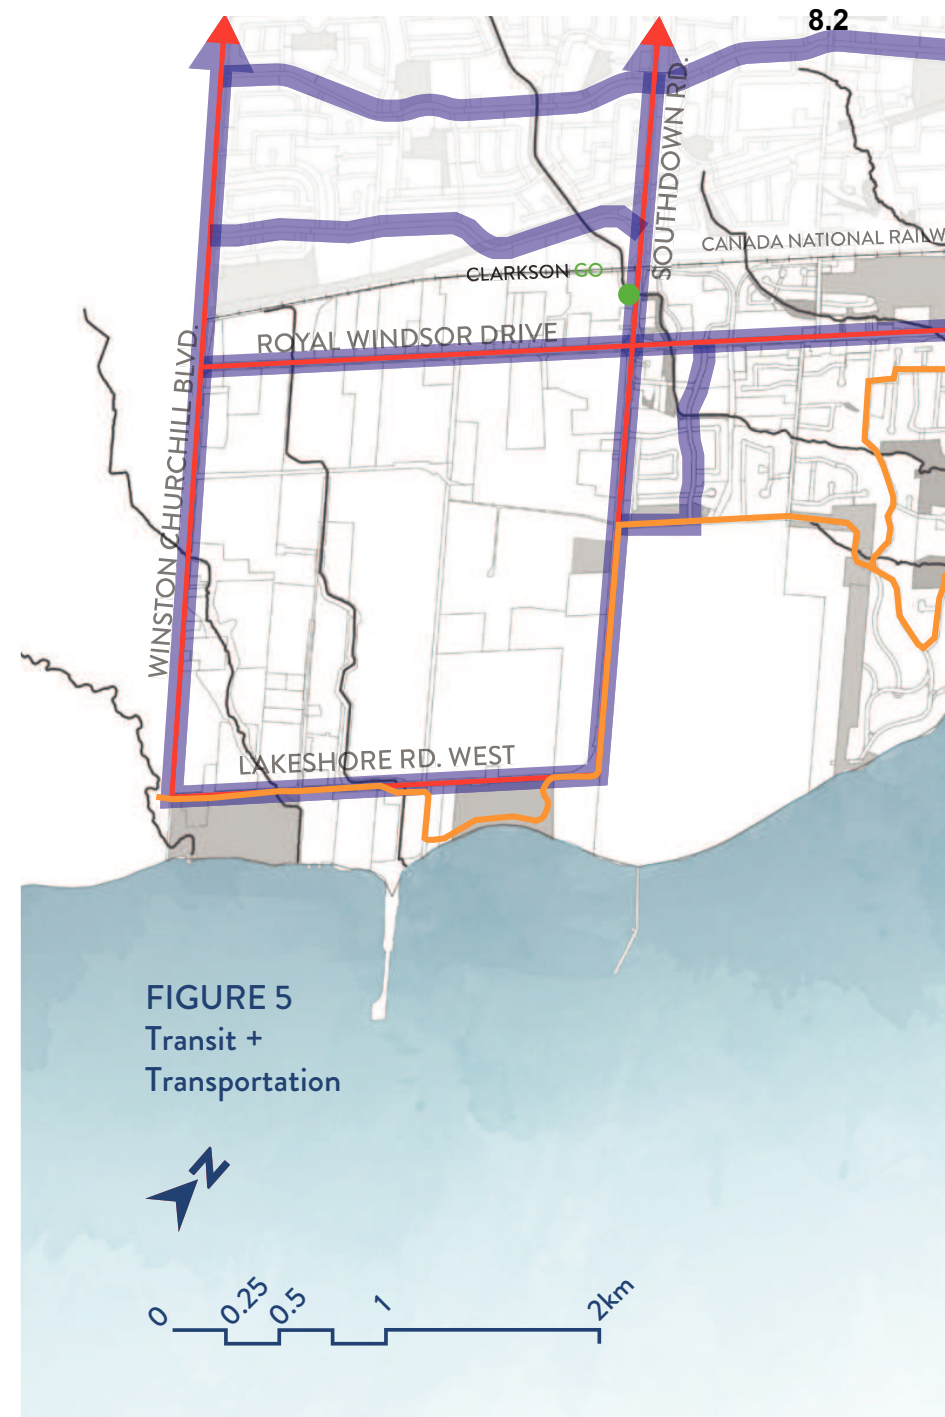 8.2
SOUTHDOWN RD.
CANADA NATIONAL RAILW
CLARKSON GO
ROYAL WINDSOR DRIVE
WINSTON CHURCHILL BLVD.
LAKESHORE RD. WEST
FIGURE 5
Transit +
Transportation
N
0 0.25 0.5 1 2km